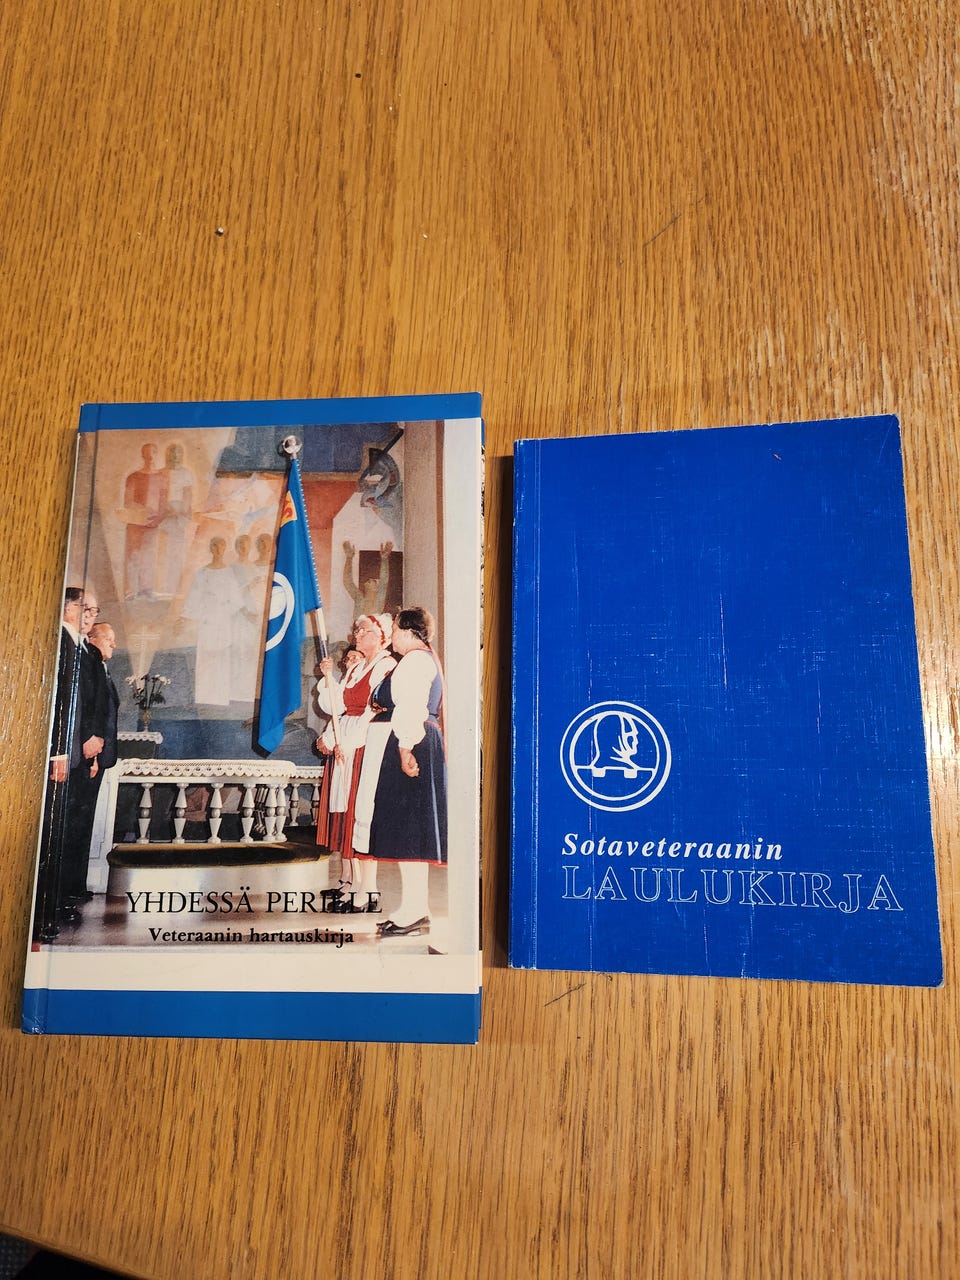 YHDESSÄ PERILLE
Veteraanin hartauskirja
Sotaveteraanin
LAULUKIRJA